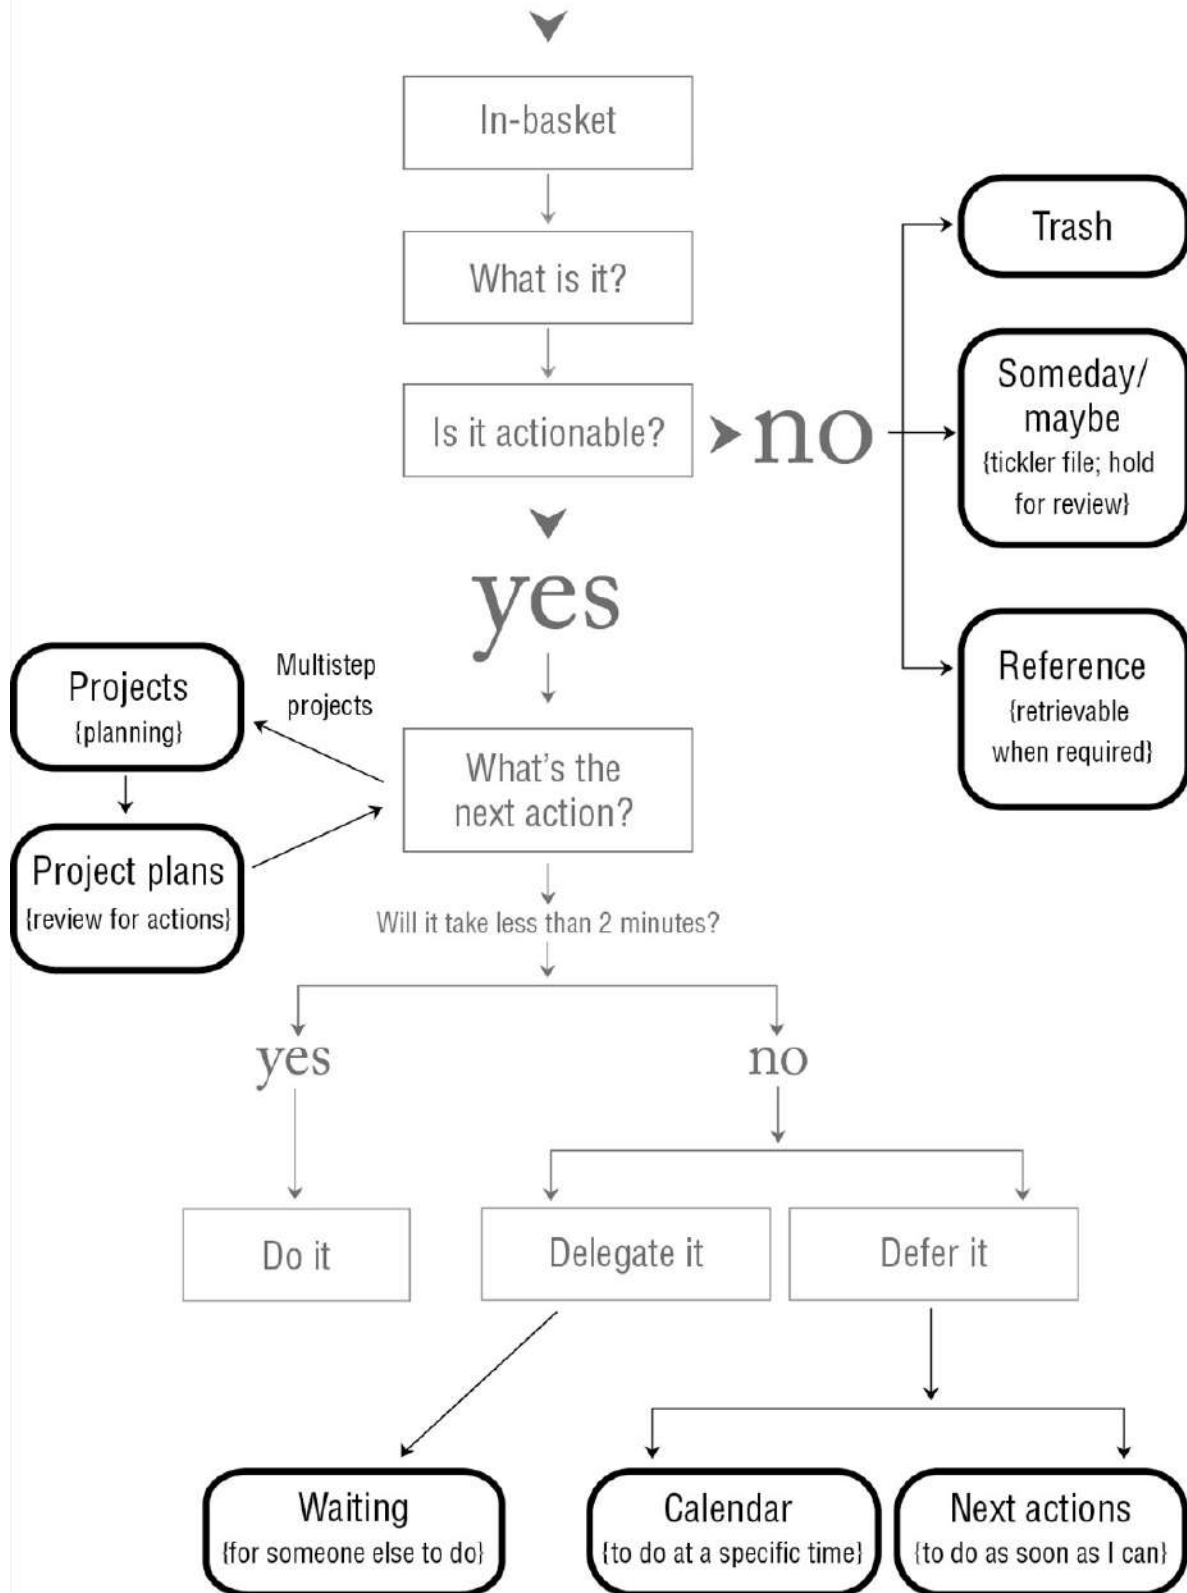 In-basket
What is it?
Is it actionable?
no
Trash
Someday/
maybe
{tickler file; hold
for review}
Reference
{retrievable
when required}
yes
Multistep
projects
Projects
{planning}
Project plans
{review for actions}
What's the
next action?
Will it take less than 2 minutes?
yes
no
Do it
Delegate it
Defer it
Waiting
{for someone else to do}
Calendar
{to do at a specific time}
Next actions
{to do as soon as I can}